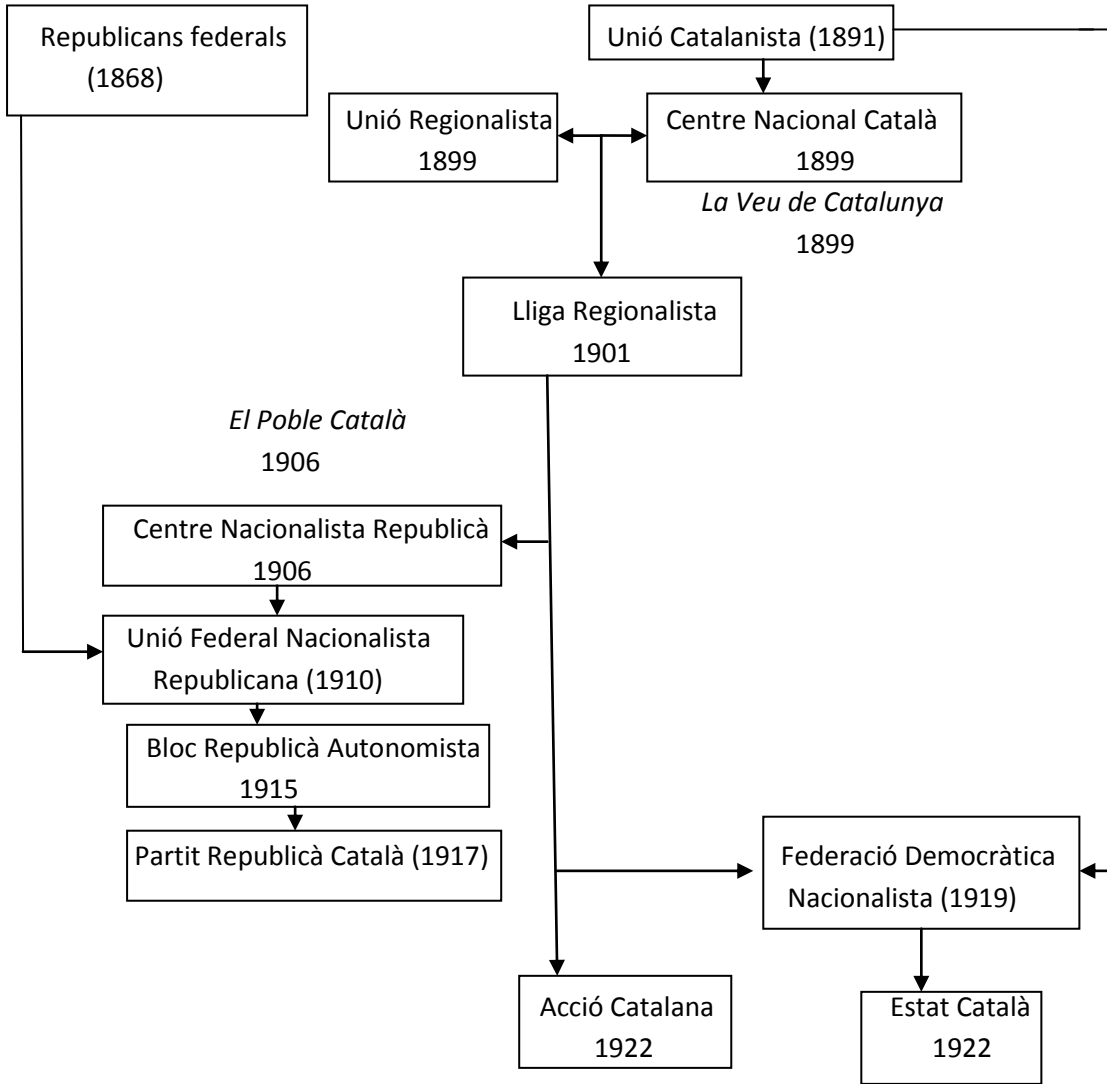 Republicans federals
(1868)
Unió Catalanista (1891)
Unió Regionalista
1899
Centre Nacional Català
1899
La Veu de Catalunya
1899
Lliga Regionalista
1901
El Poble Català
1906
Centre Nacionalista Republicà
1906
Unió Federal Nacionalista
Republicana (1910)
Bloc Republicà Autonomista
1915
Partit Republicà Català (1917)
Federació Democràtica
Nacionalista (1919)
Acció Catalana
1922
Estat Català
1922